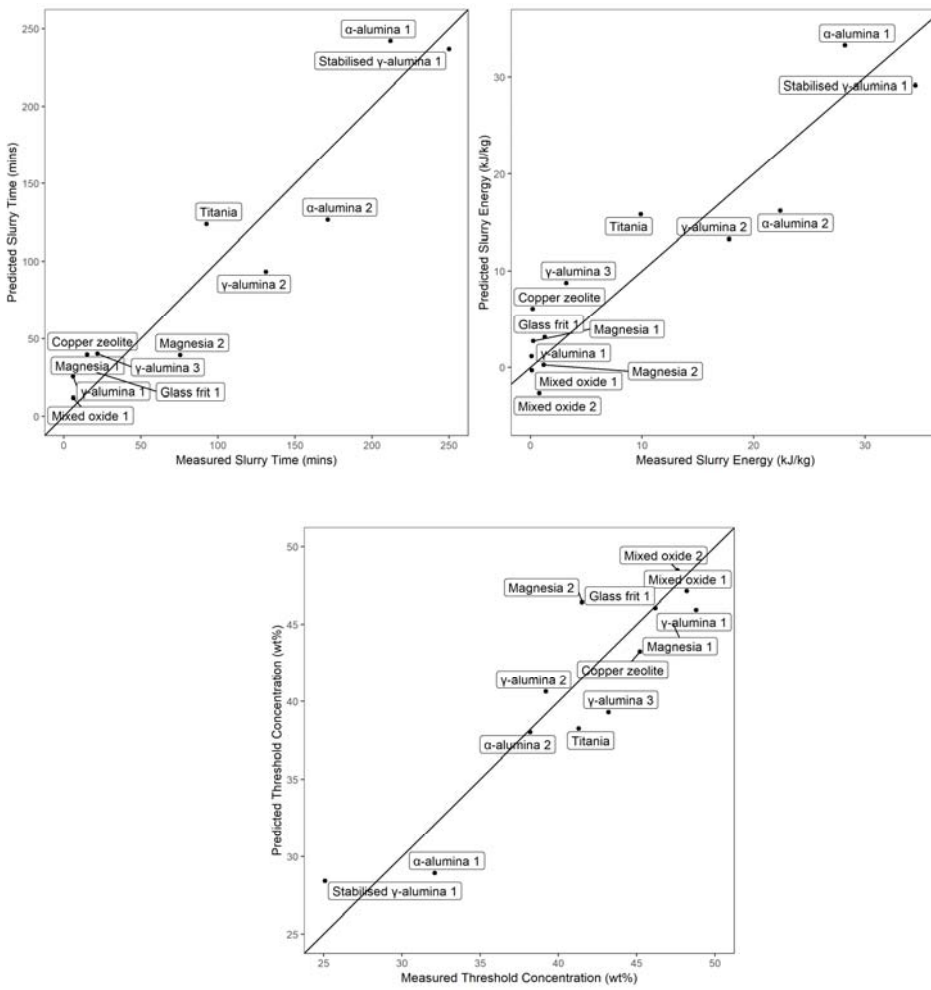 α-alumina 1
Stabilised γ-alumina 1
Titania
α-alumina 2
γ-alumina 2
Copper zeolite
Magnesia 2
Magnesia 1
γ-alumina 3
γ-alumina 1
Glass frit 1
Mixed oxide 1
250
200
150
100
50
0
0
50
100
150
200
250
Predicted Slurry Time (mins)
Measured Slurry Time (mins)
α-alumina 1
Stabilised γ-alumina 1
Titania
γ-alumina 2
α-alumina 2
γ-alumina 3
Copper zeolite
Glass frit 1
Magnesia 1
γ-alumina 1
Magnesia 2
Mixed oxide 1
Mixed oxide 2
30
20
10
0
0
10
20
30
Predicted Slurry Energy (kJ/kg)
Measured Slurry Energy (kJ/kg)
Mixed oxide 2
Mixed oxide 1
Magnesia 2
Glass frit 1
γ-alumina 1
Magnesia 1
Copper zeolite
γ-alumina 2
γ-alumina 3
α-alumina 2
Titania
α-alumina 1
Stabilised γ-alumina 1
50
45
40
35
30
25
25
30
35
40
45
50
Predicted Threshold Concentration (wt%)
Measured Threshold Concentration (wt%)